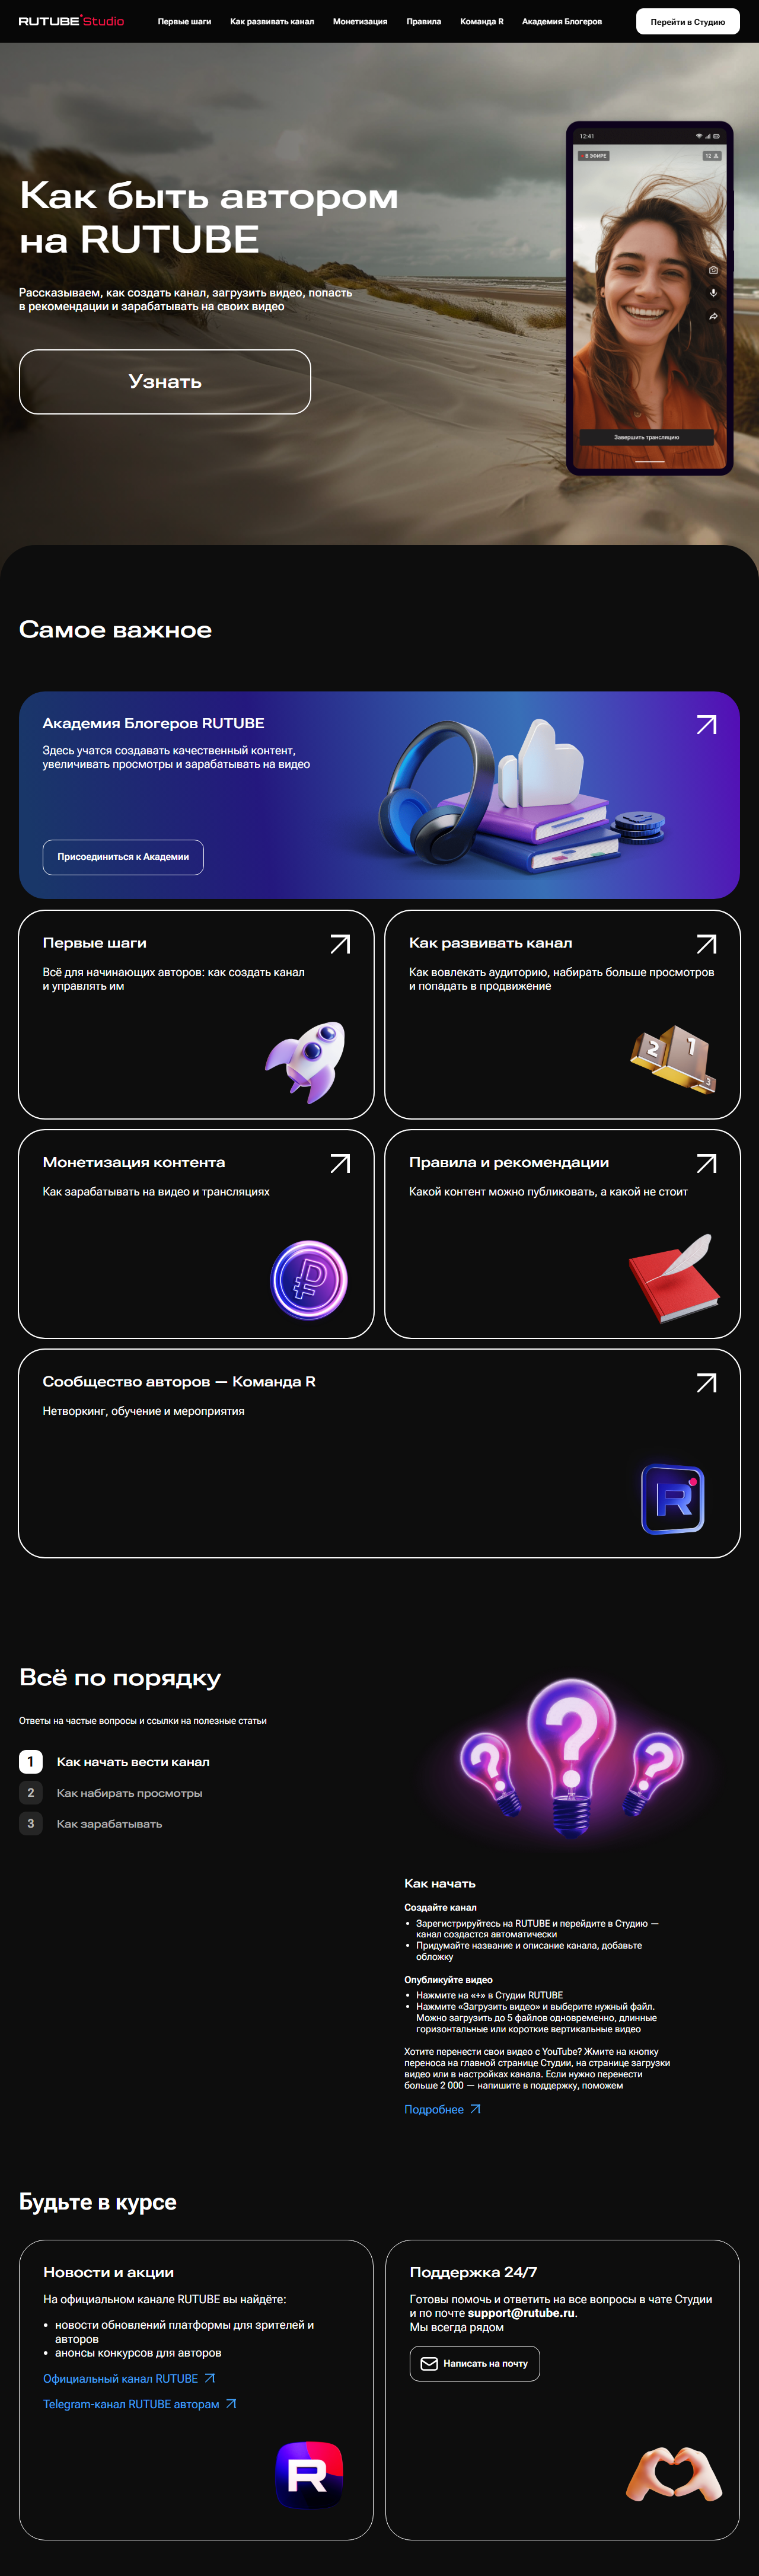 RUTUBE Studio
Первые шаги
Как развивать канал
Монетизация
Правила
Команда R
Академия Блогеров
Перейти в Студию
Как быть автором
на RUTUBE
Рассказываем, как создать канал, загрузить видео, попасть
в рекомендации и зарабатывать на своих видео
Узнать
12:41
В ЭФИРЕ
12
Завершить трансляцию
Самое важное
Академия Блогеров RUTUBE
Здесь учатся создавать качественный контент,
увеличивать просмотры и зарабатывать на видео
Присоединиться к Академии
Первые шаги
Всё для начинающих авторов: как создать канал
и управлять им
Как развивать канал
Как вовлекать аудиторию, набирать больше просмотров
и попадать в продвижение
2 1 3
Монетизация контента
Как зарабатывать на видео и трансляциях
₽
Правила и рекомендации
Какой контент можно публиковать, а какой не стоит
Сообщество авторов — Команда R
Нетворкинг, обучение и мероприятия
R
Всё по порядку
Ответы на частые вопросы и ссылки на полезные статьи
1 Как начать вести канал
2 Как набирать просмотры
3 Как зарабатывать
? ? ?
Как начать
Создайте канал
• Зарегистрируйтесь на RUTUBE и перейдите в Студию —
канал создастся автоматически
• Придумайте название и описание канала, добавьте
обложку
Опубликуйте видео
• Нажмите на «+» в Студии RUTUBE
• Нажмите «Загрузить видео» и выберите нужный файл.
Можно загрузить до 5 файлов одновременно, длинные
горизонтальные или короткие вертикальные видео
Хотите перенести свои видео с YouTube? Жмите на кнопку
переноса на главной странице Студии, на странице загрузки
видео или в настройках канала. Если нужно перенести
больше 2 000 — напишите в поддержку, поможем
Подробнее
Будьте в курсе
Новости и акции
На официальном канале RUTUBE вы найдёте:
• новости обновлений платформы для зрителей и
авторов
• анонсы конкурсов для авторов
Официальный канал RUTUBE
Telegram-канал RUTUBE авторам
R
Поддержка 24/7
Готовы помочь и ответить на все вопросы в чате Студии
и по почте support@rutube.ru.
Мы всегда рядом
Написать на почту